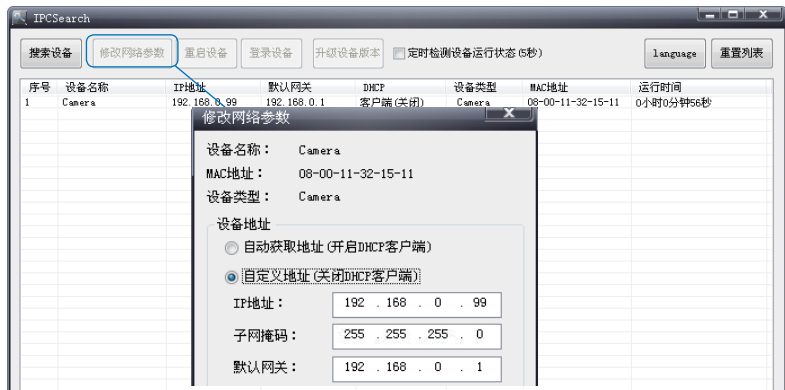 IPCSearch
搜索设备 修改网络参数 重启设备 登录设备 升级设备版本 定时检测设备运行状态(5秒) language 重置列表
序号 设备名称 IP地址 默认网关 DHCP 设备类型 MAC地址 运行时间
1 Camera 192.168.0.99 192.168.0.1 客户端(关闭) Camera 08-00-11-32-15-11 0小时0分钟56秒
修改网络参数
设备名称： Camera
MAC地址： 08-00-11-32-15-11
设备类型： Camera
设备地址
自动获取地址(开启DHCP客户端)
自定义地址(关闭DHCP客户端)
IP地址： 192 . 168 . 0 . 99
子网掩码： 255 . 255 . 255 . 0
默认网关： 192 . 168 . 0 . 1